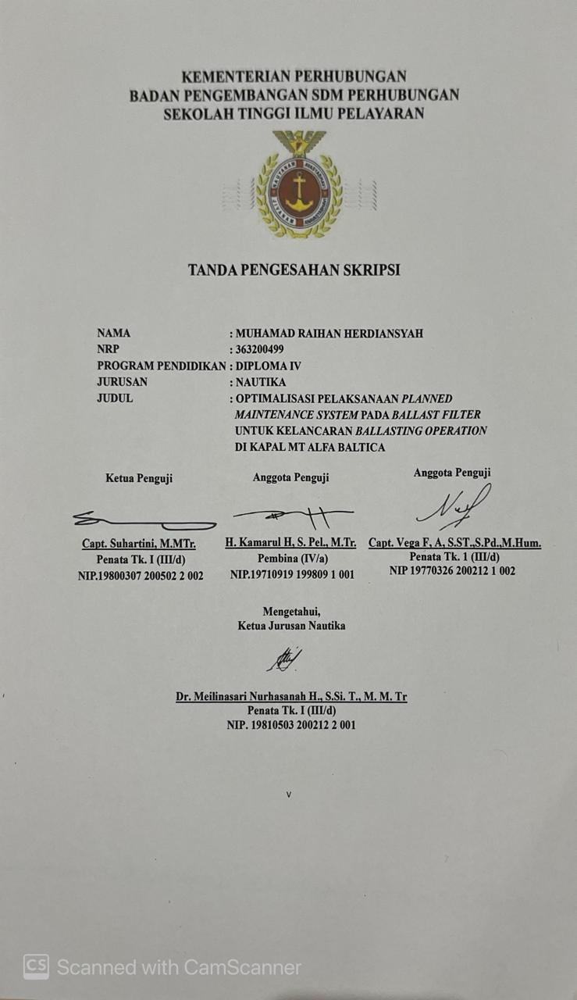 KEMENTERIAN PERHUBUNGAN
BADAN PENGEMBANGAN SDM PERHUBUNGAN
SEKOLAH TINGGI ILMU PELAYARAN
TANDA PENGESAHAN SKRIPSI
NAMA : MUHAMAD RAIHAN HERDIANSYAH
NRP : 363200499
PROGRAM PENDIDIKAN : DIPLOMA IV
JURUSAN : NAUTIKA
JUDUL : OPTIMALISASI PELAKSANAAN PLANNED
MAINTENANCE SYSTEM PADA BALLAST FILTER
UNTUK KELANCARAN BALLASTING OPERATION
DI KAPAL MT ALFA BALTICA
Ketua Penguji
Capt. Suhartini, M.MTr.
Penata Tk. I (III/d)
NIP.19800307 200502 2 002
Anggota Penguji
H. Kamarul H, S. Pel., M.Tr.
Pembina (IV/a)
NIP.19710919 199809 1 001
Anggota Penguji
Capt. Vega F, A, S.ST.,S.Pd.,M.Hum.
Penata Tk. 1 (III/d)
NIP 19770326 200212 1 002
Mengetahui,
Ketua Jurusan Nautika
Dr. Meilinasari Nurhasanah H., S.Si. T., M. M. Tr
Penata Tk. I (III/d)
NIP. 19810503 200212 2 001
v
CS Scanned with CamScanner